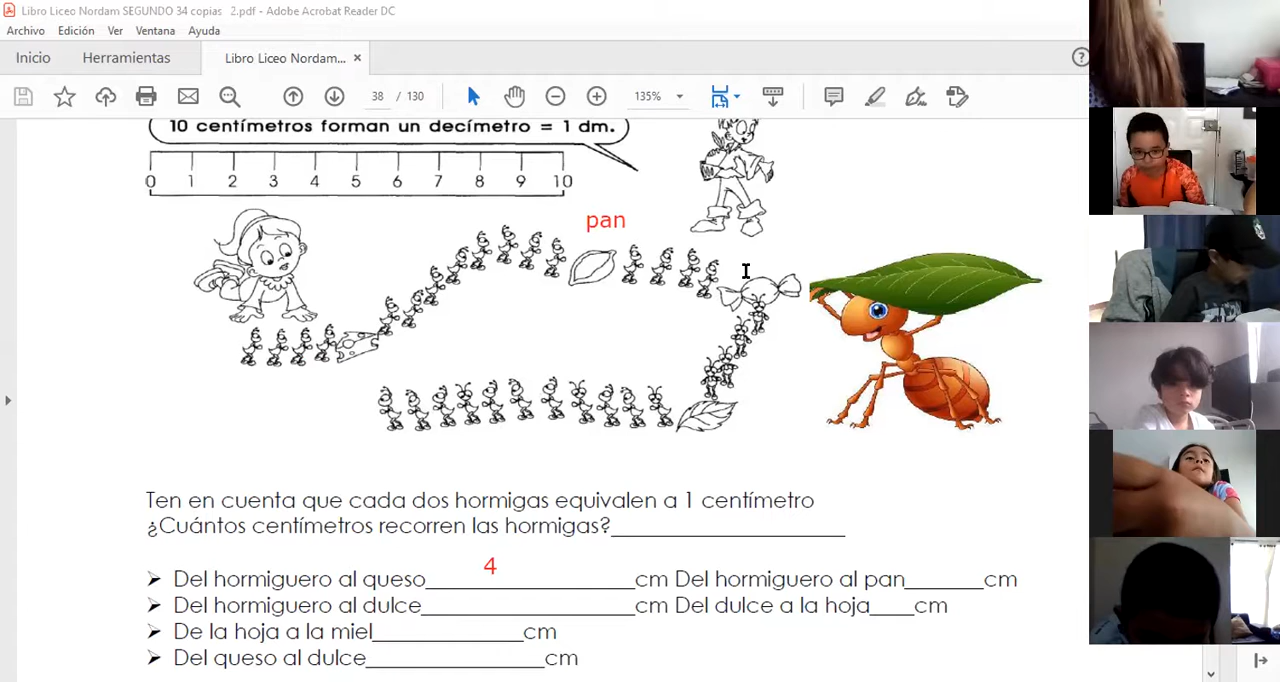 Libro Liceo Nordam SEGUNDO 34 copias 2.pdf - Adobe Acrobat Reader DC
Archivo Edición Ver Ventana Ayuda
Inicio Herramientas Libro Liceo Nordam... ×
38 / 130 135%
10 centímetros forman un decímetro = 1 dm.
0 1 2 3 4 5 6 7 8 9 10
pan
Ten en cuenta que cada dos hormigas equivalen a 1 centímetro
¿Cuántos centímetros recorren las hormigas?
4
Del hormiguero al queso cm Del hormiguero al pan cm
Del hormiguero al dulce cm Del dulce a la hoja cm
De la hoja a la miel cm
Del queso al dulce cm